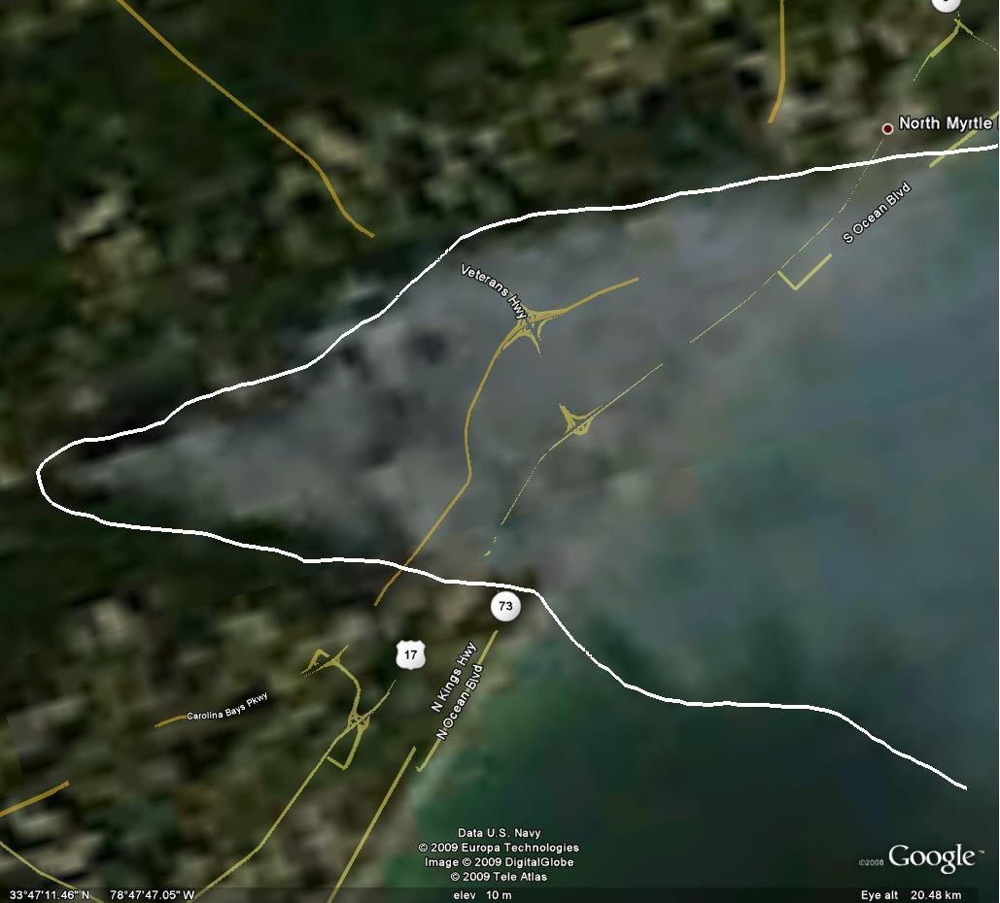 North Myrtle
S Ocean Blvd
Veterans Hwy
73
17
N Kings Hwy
N Ocean Blvd
Carolina Bays Pkwy
Data U.S. Navy
© 2009 Europa Technologies
Image © 2009 DigitalGlobe
© 2009 Tele Atlas
©2008 Google™
33°47'11.46" N 78°47'47.05" W elev 10 m Eye alt 20.48 km